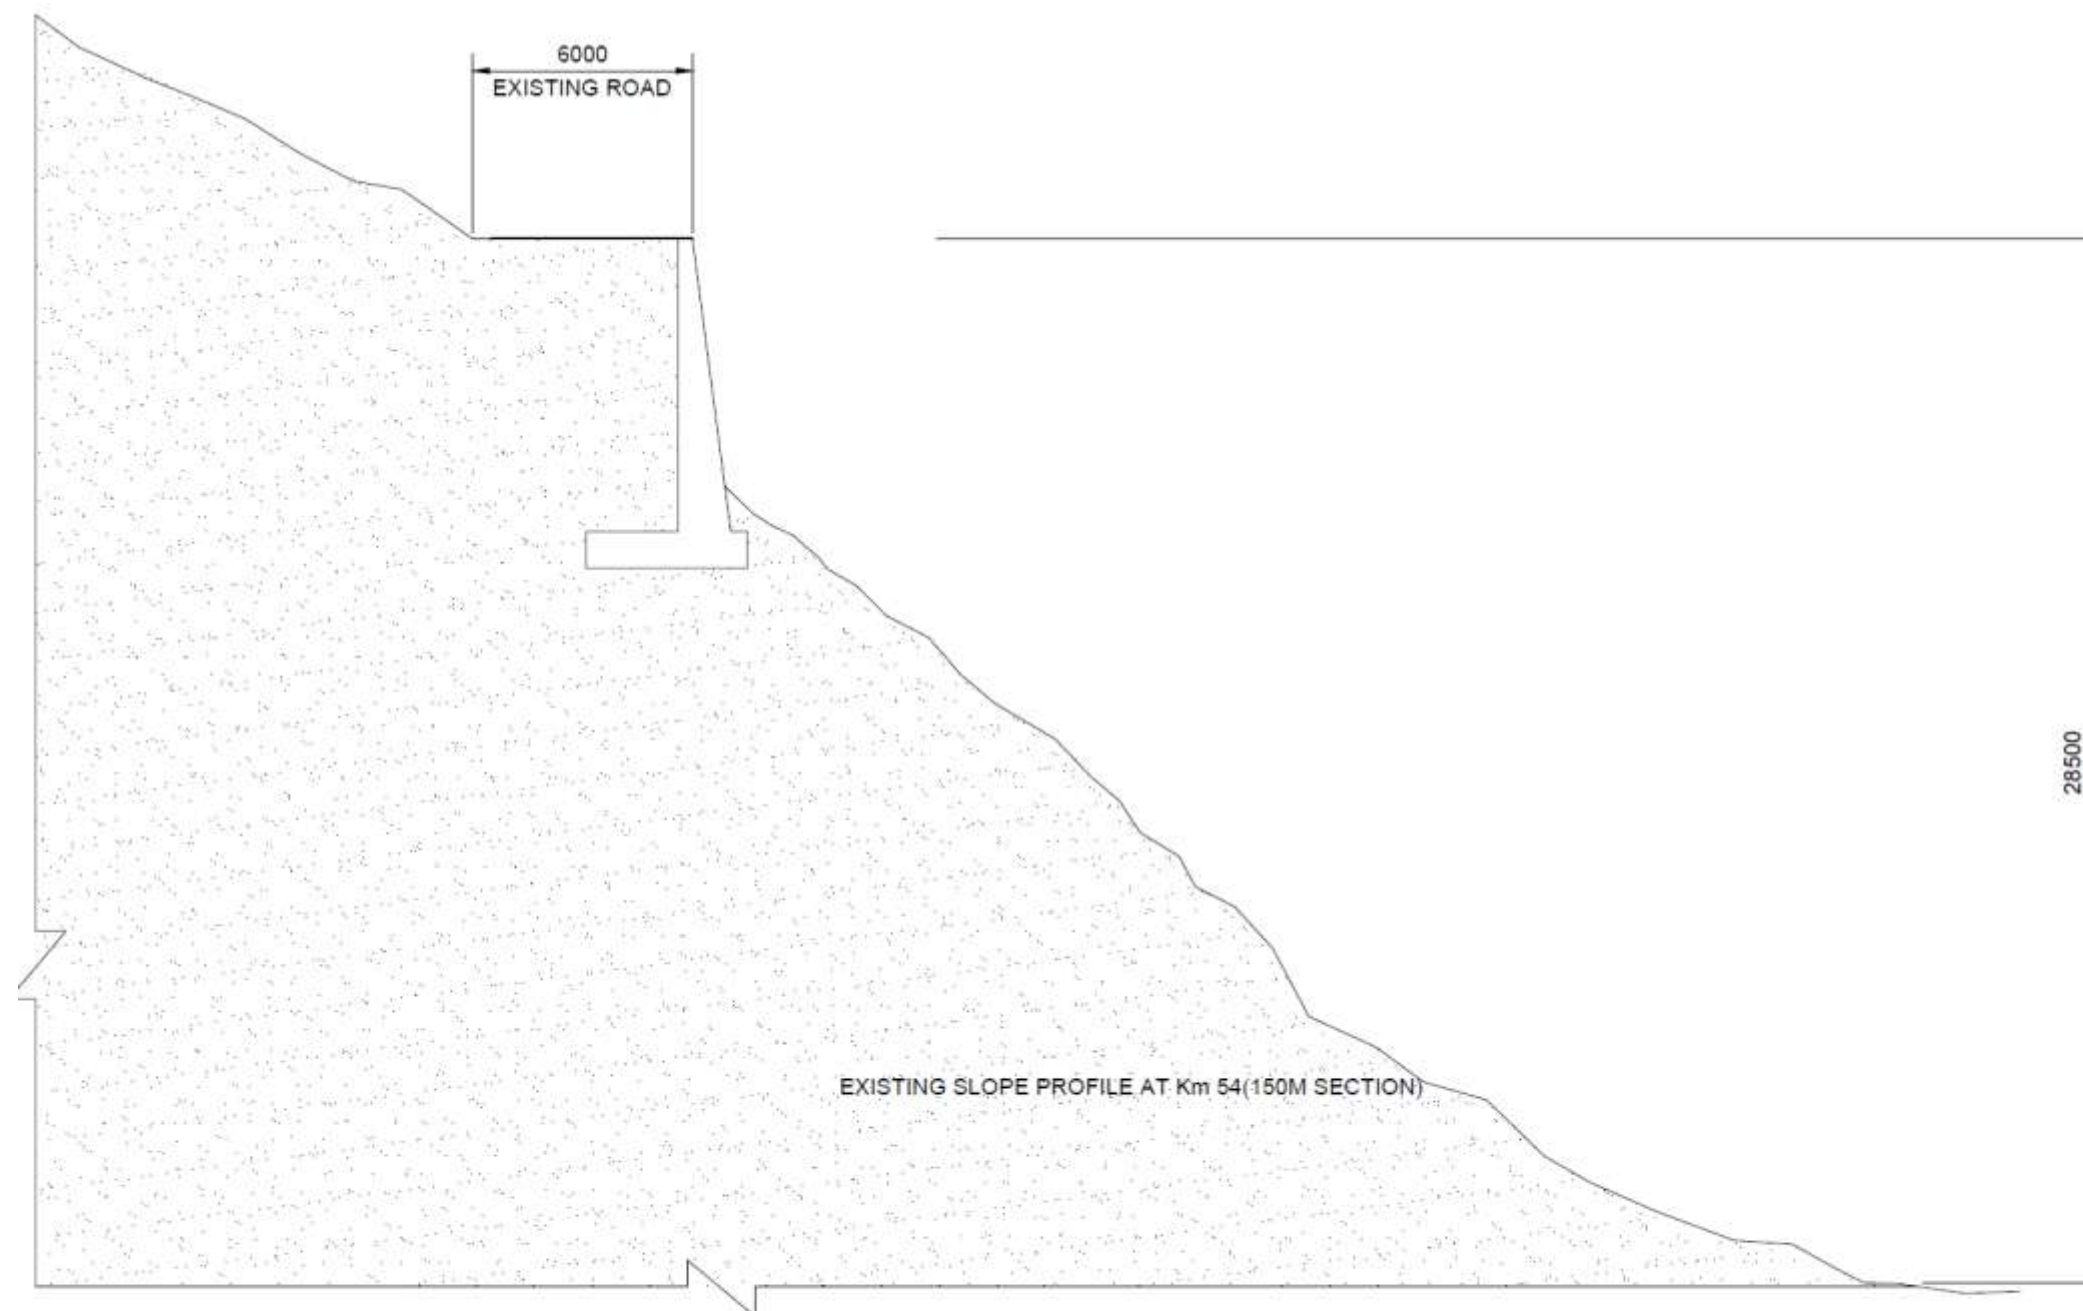 6000
EXISTING ROAD
28500
EXISTING SLOPE PROFILE AT Km 54(150M SECTION)